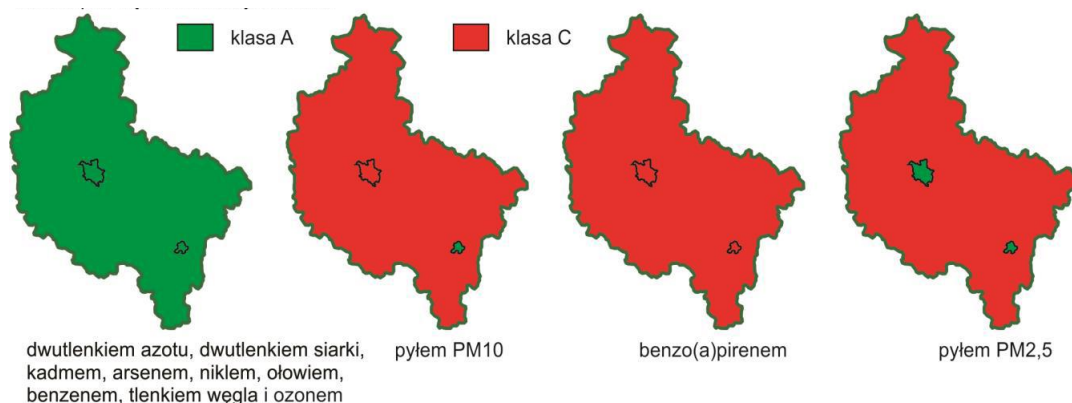 klasa A
klasa C
dwutlenkiem azotu, dwutlenkiem siarki,
kadmem, arsenem, niklem, ołowiem,
benzenem, tlenkiem węgla i ozonem
pyłem PM10
benzo(a)pirenem
pyłem PM2,5